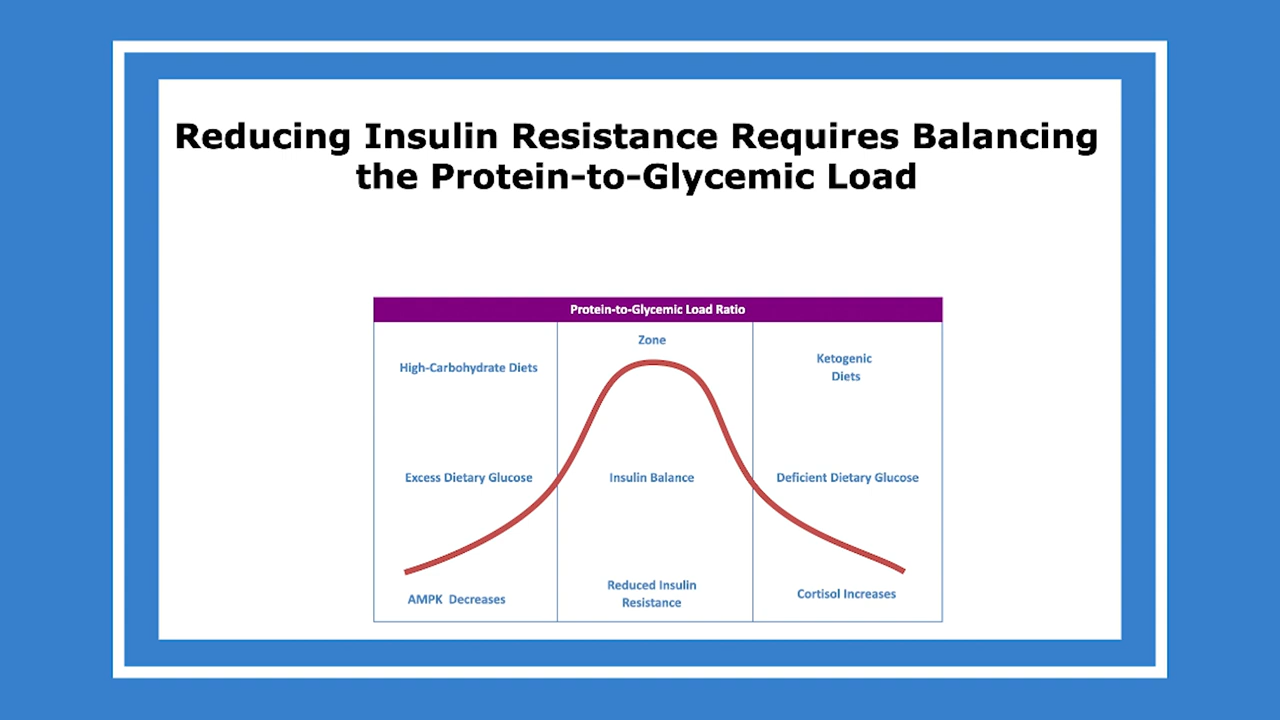 Reducing Insulin Resistance Requires Balancing
the Protein-to-Glycemic Load
Protein-to-Glycemic Load Ratio
High-Carbohydrate Diets
Excess Dietary Glucose
AMPK Decreases
Zone
Insulin Balance
Reduced Insulin
Resistance
Ketogenic
Diets
Deficient Dietary Glucose
Cortisol Increases